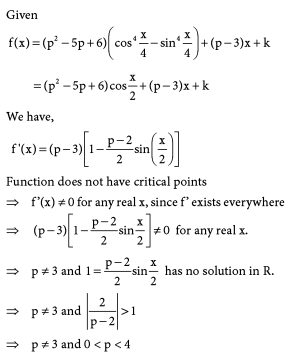 Given
f(x) = (p² − 5p + 6)(cos⁴ x/4 − sin⁴ x/4) + (p − 3)x + k
= (p² − 5p + 6) cos x/2 + (p − 3)x + k
We have,
f'(x) = (p − 3)[1 − (p − 2)/2 sin(x/2)]
Function does not have critical points
⇒ f'(x) ≠ 0 for any real x, since f' exists everywhere
⇒ (p − 3)[1 − (p − 2)/2 sin x/2] ≠ 0 for any real x.
⇒ p ≠ 3 and 1 = (p − 2)/2 sin x/2 has no solution in R.
⇒ p ≠ 3 and |2/(p − 2)| > 1
⇒ p ≠ 3 and 0 < p < 4